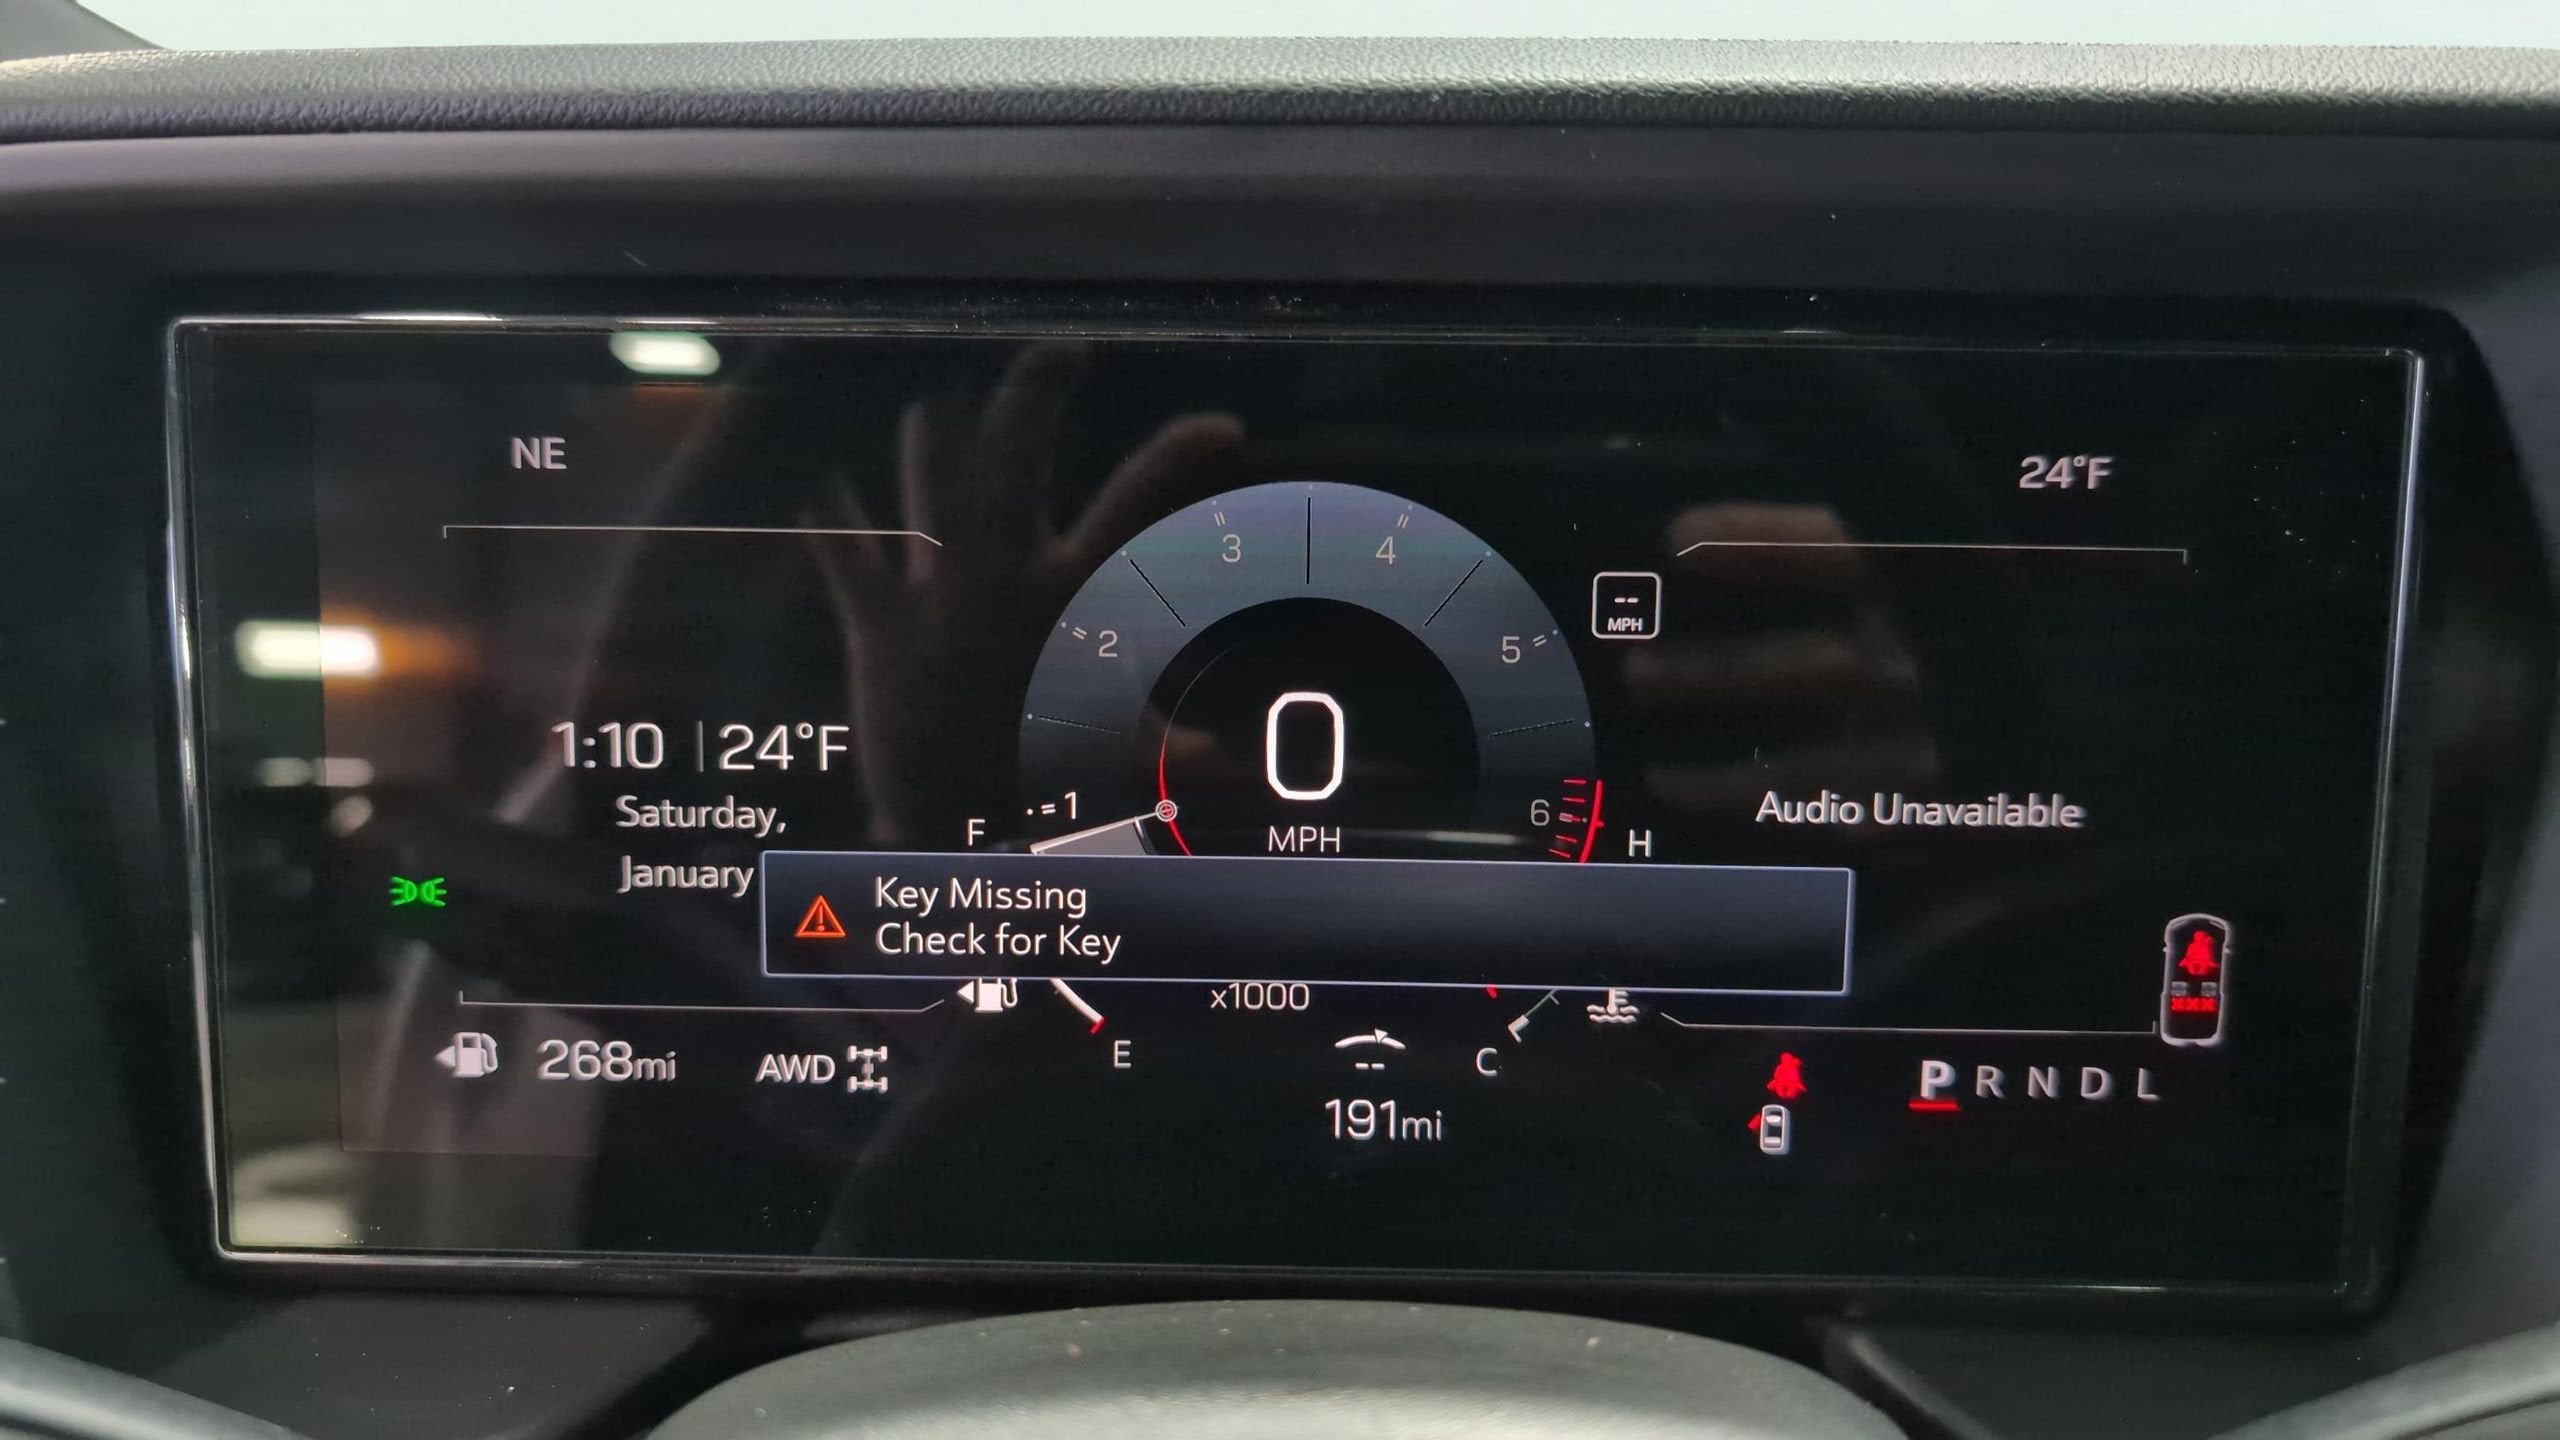 NE
24°F
3
4
2
5
--
MPH
1:10 | 24°F
Saturday,
January
0
MPH
1
6
F
H
Audio Unavailable
Key Missing
Check for Key
x1000
E
C
268mi
AWD
--
191mi
P R N D L